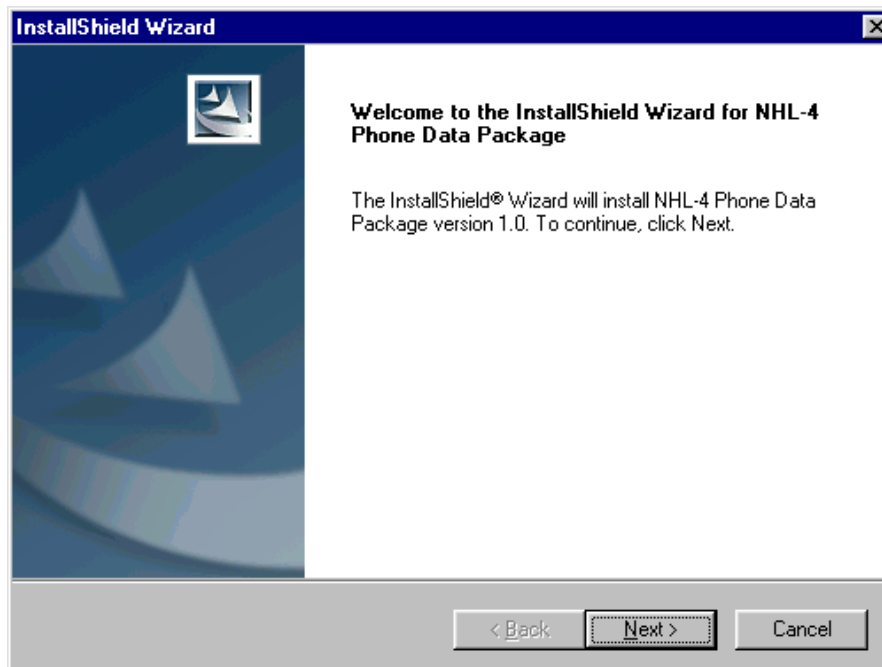 InstallShield Wizard
Welcome to the InstallShield Wizard for NHL-4
Phone Data Package
The InstallShield® Wizard will install NHL-4 Phone Data
Package version 1.0. To continue, click Next.
< Back
Next >
Cancel